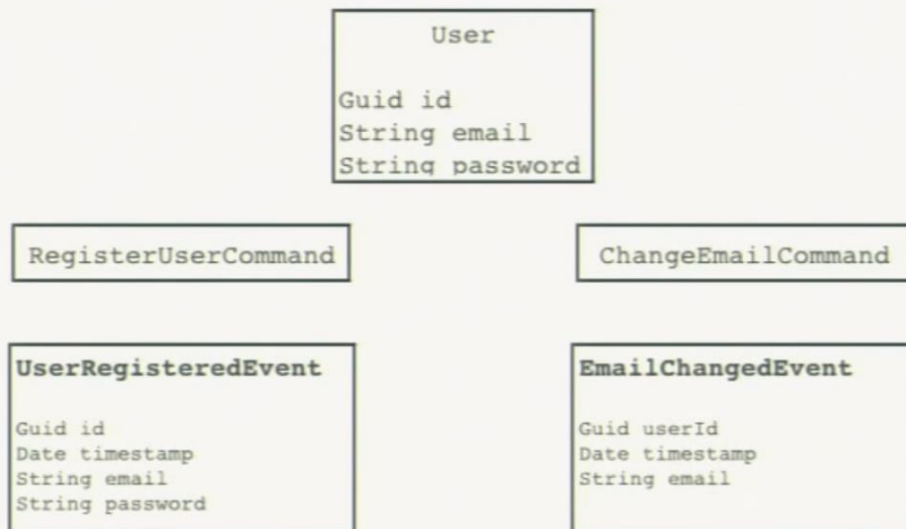 User
Guid id
String email
String password
RegisterUserCommand
ChangeEmailCommand
UserRegisteredEvent
Guid id
Date timestamp
String email
String password
EmailChangedEvent
Guid userId
Date timestamp
String email